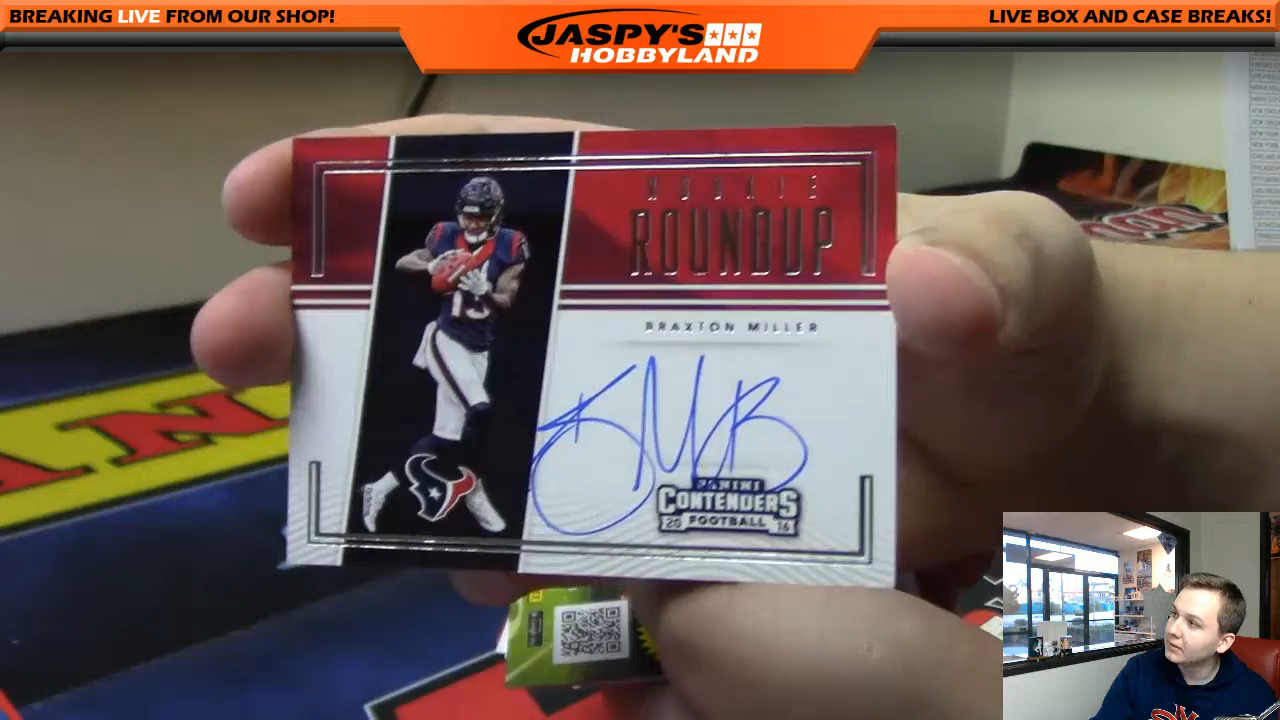 BREAKING LIVE FROM OUR SHOP!
JASPY'S
HOBBYLAND
LIVE BOX AND CASE BREAKS!
ROOKIE
ROUNDUP
BRAXTON MILLER
PANINI
CONTENDERS
20 FOOTBALL 16